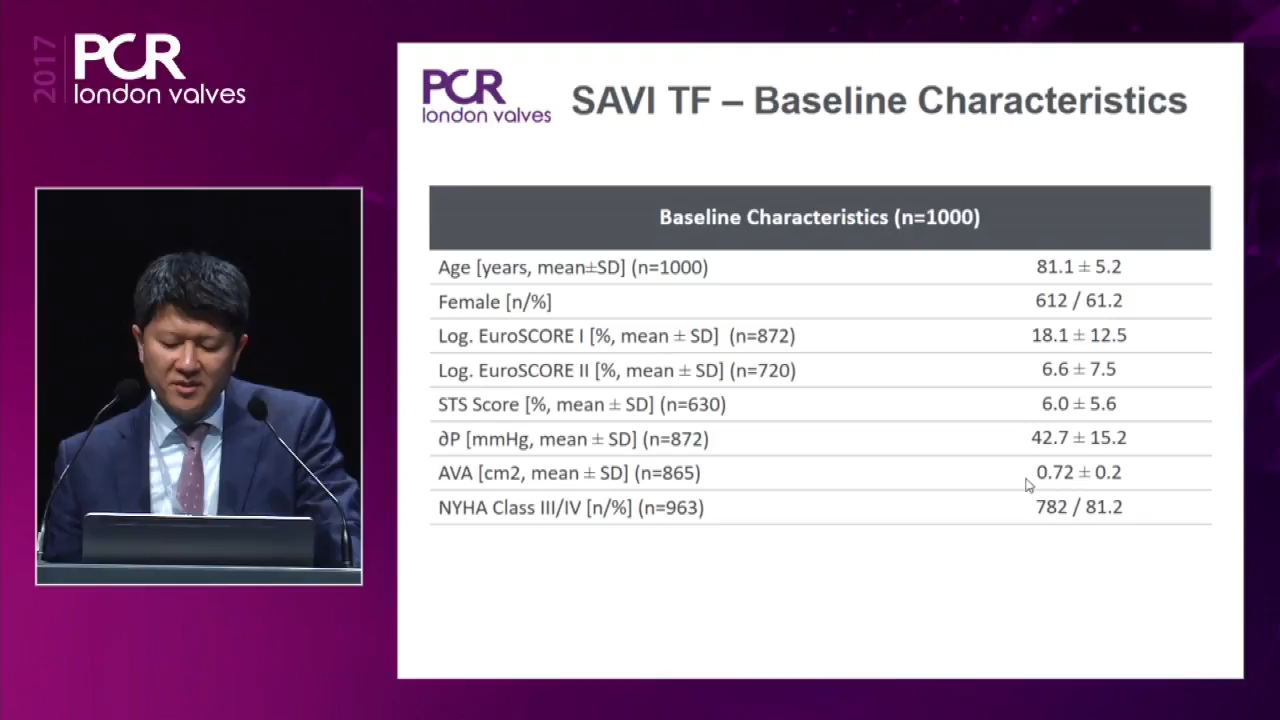 2017
PCR
london valves
PCR
london valves
SAVI TF – Baseline Characteristics
Baseline Characteristics (n=1000)
Age [years, mean±SD] (n=1000) 81.1 ± 5.2
Female [n/%] 612 / 61.2
Log. EuroSCORE I [%, mean ± SD] (n=872) 18.1 ± 12.5
Log. EuroSCORE II [%, mean ± SD] (n=720) 6.6 ± 7.5
STS Score [%, mean ± SD] (n=630) 6.0 ± 5.6
∂P [mmHg, mean ± SD] (n=872) 42.7 ± 15.2
AVA [cm2, mean ± SD] (n=865) 0.72 ± 0.2
NYHA Class III/IV [n/%] (n=963) 782 / 81.2